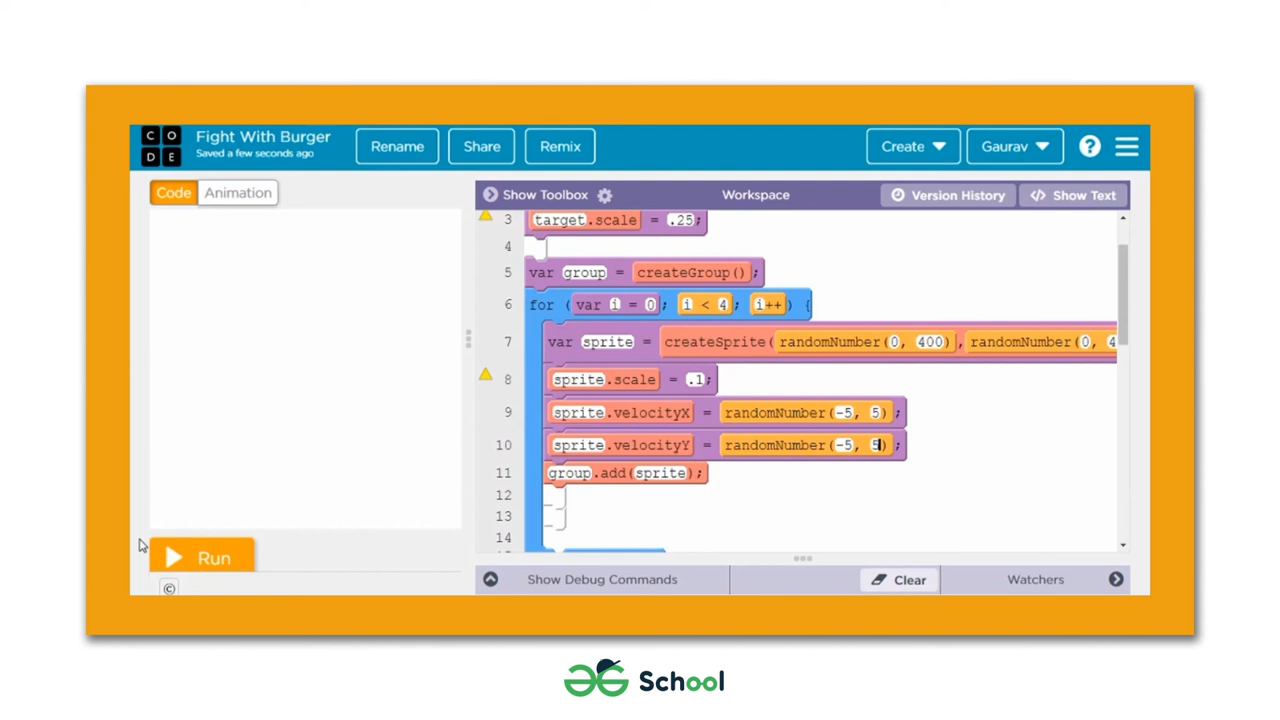 CODE
Fight With Burger
Saved a few seconds ago
Rename
Share
Remix
Create
Gaurav
?
Code
Animation
Show Toolbox
Workspace
Version History
</> Show Text
3 target.scale = .25;
4
5 var group = createGroup();
6 for (var i = 0; i < 4; i++) {
7 var sprite = createSprite(randomNumber(0, 400),randomNumber(0, 4
8 sprite.scale = .1;
9 sprite.velocityX = randomNumber(-5, 5);
10 sprite.velocityY = randomNumber(-5, 5);
11 group.add(sprite);
12
13
14
Run
©
Show Debug Commands
Clear
Watchers
GG School